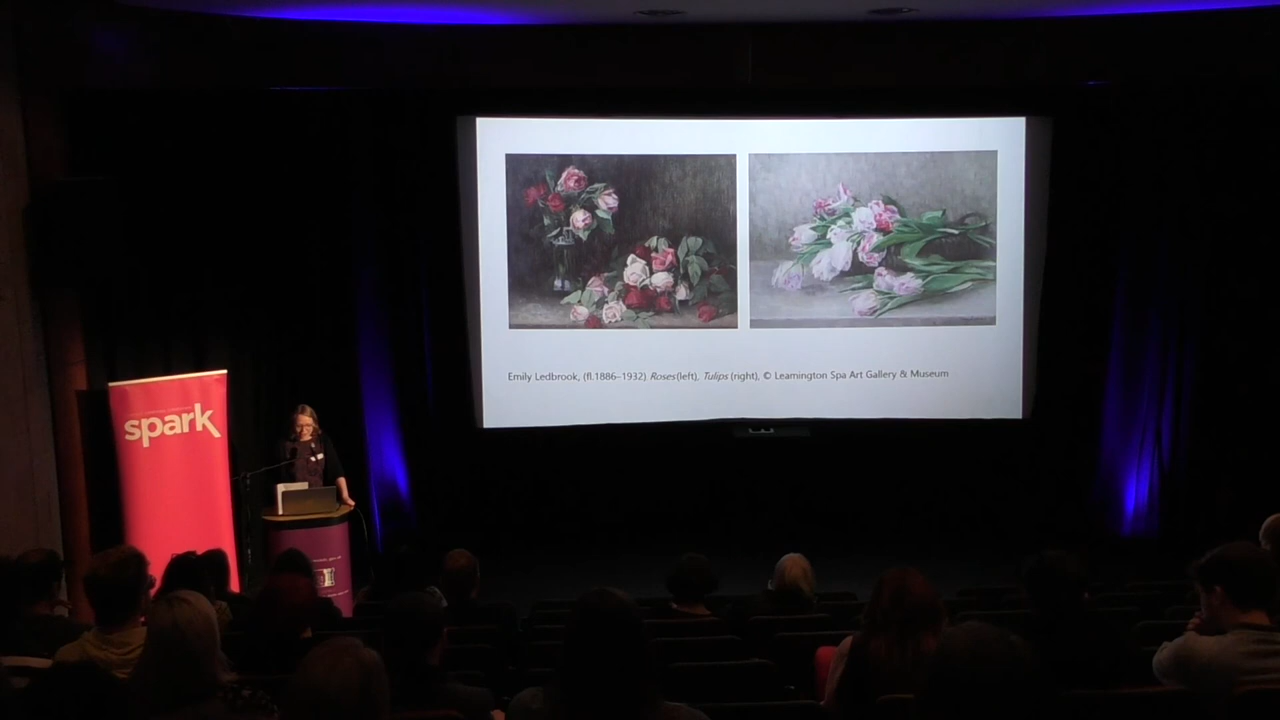 Emily Ledbrook, (fl.1886–1932) Roses(left), Tulips (right), © Leamington Spa Art Gallery & Museum
spark